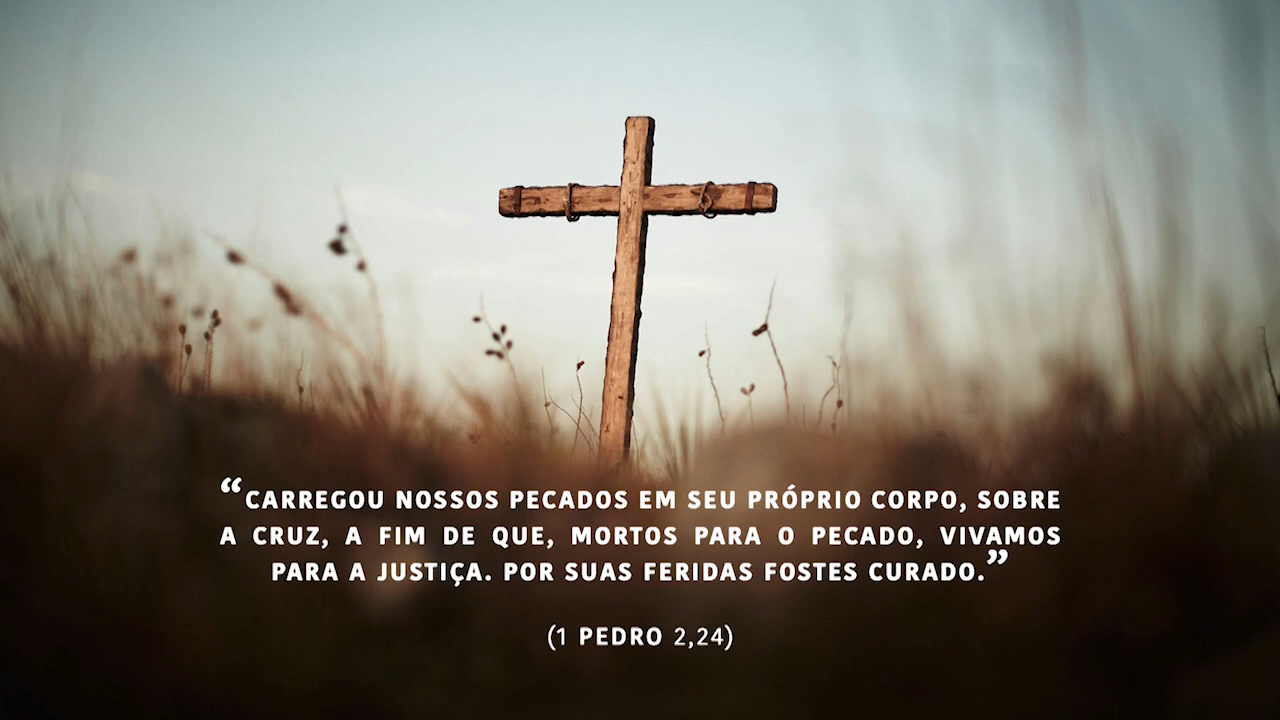 “CARREGOU NOSSOS PECADOS EM SEU PRÓPRIO CORPO, SOBRE
A CRUZ, A FIM DE QUE, MORTOS PARA O PECADO, VIVAMOS
PARA A JUSTIÇA. POR SUAS FERIDAS FOSTES CURADO.”
(1 PEDRO 2,24)